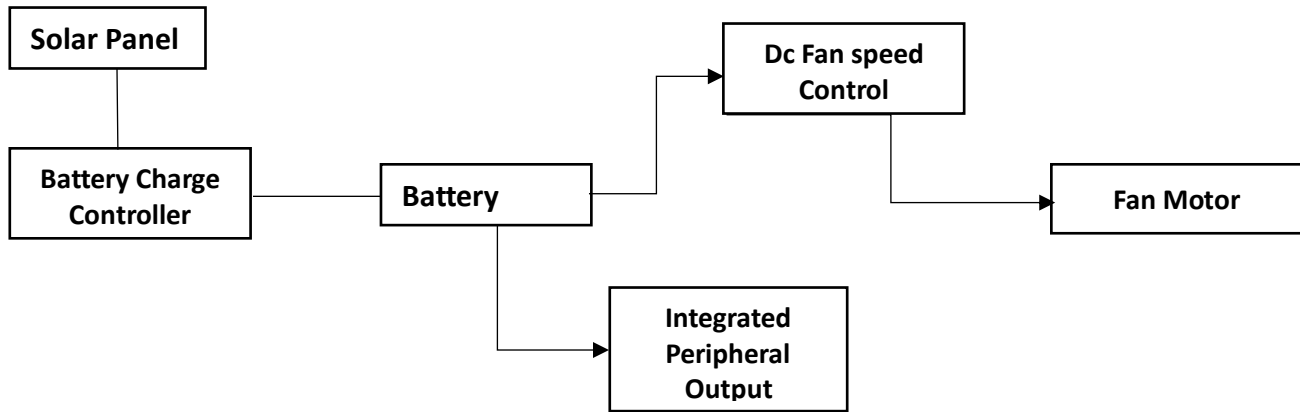 Solar Panel
Dc Fan speed
Control
Battery Charge
Controller
Battery
Fan Motor
Integrated
Peripheral
Output